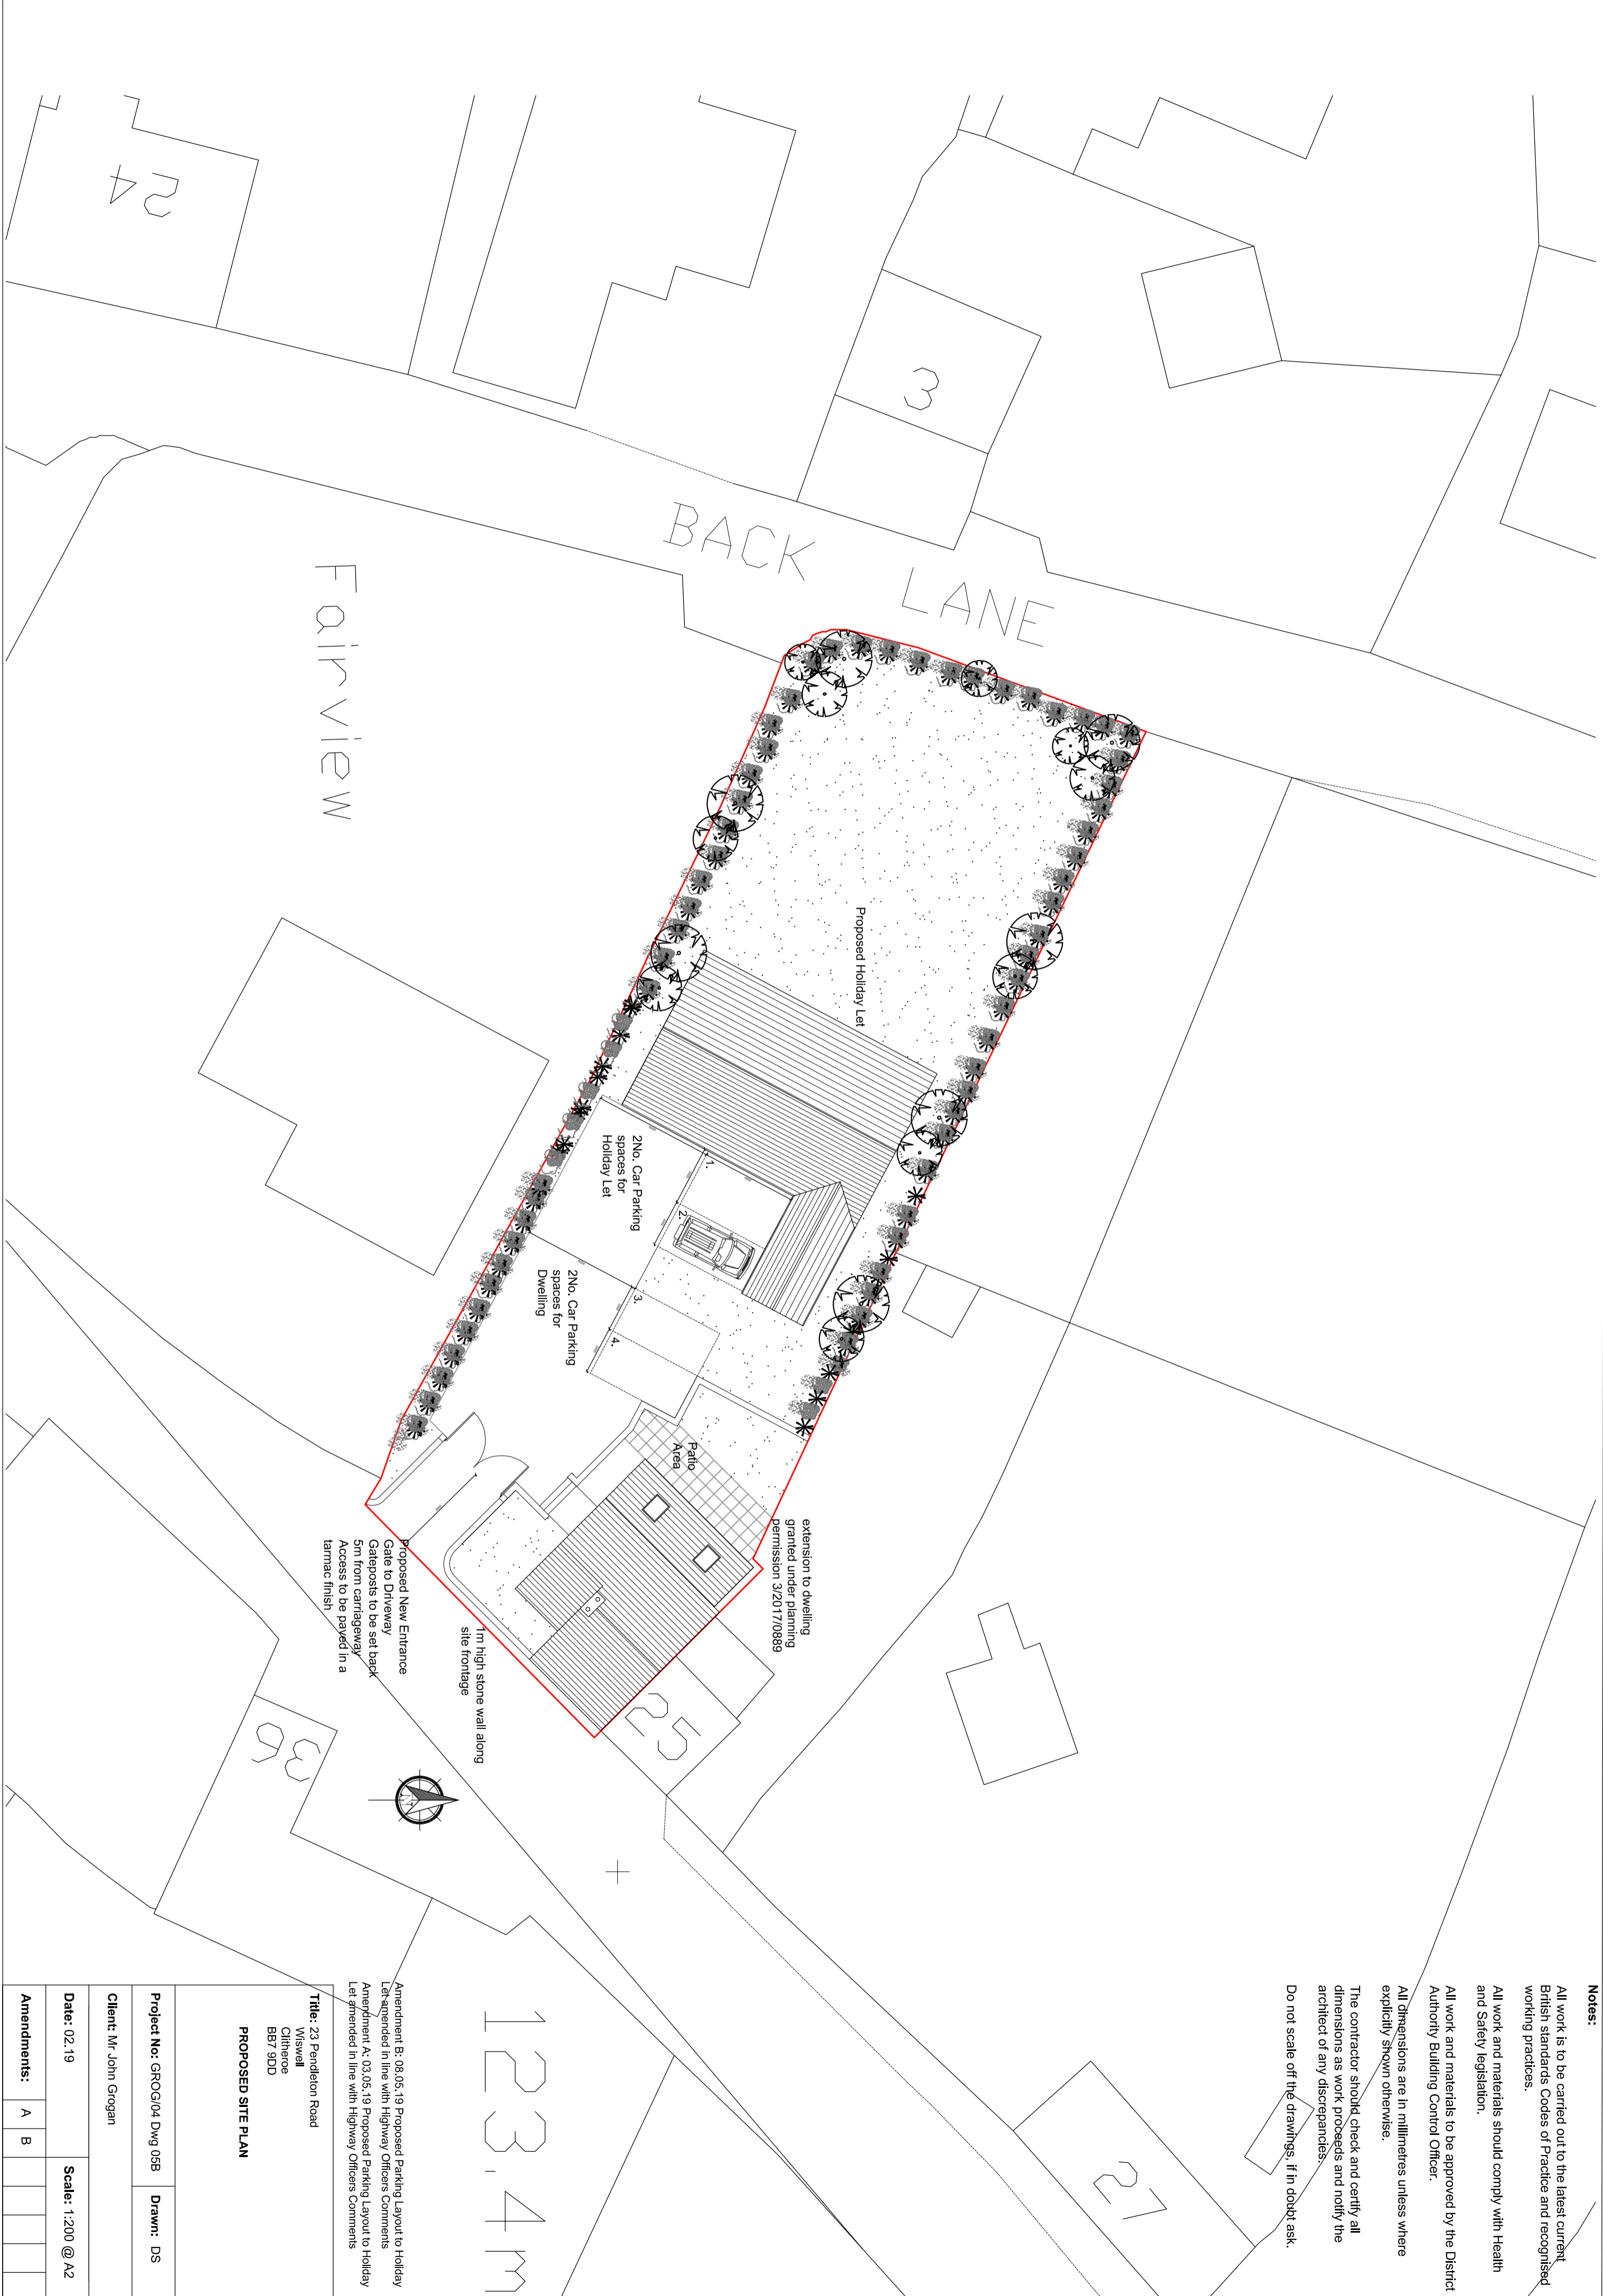 Notes:
All work is to be carried out to the latest current
British standards Codes of Practice and recognised
working practices.
All work and materials should comply with Health
and Safety legislation.
All work and materials to be approved by the District
Authority Building Control Officer.
All dimensions are in millimetres unless where
explicitly shown otherwise.
The contractor should check and certify all
dimensions as work proceeds and notify the
architect of any discrepancies.
Do not scale off the drawings, if in doubt ask.
24
3
BACK LANE
Fairview
Proposed Holiday Let
2No. Car Parking
spaces for
Holiday Let
1.
2.
2No. Car Parking
spaces for
Dwelling
3.
4.
Patio
Area
extension to dwelling
granted under planning
permission 3/2017/0889
Proposed New Entrance
Gate to Driveway
Gateposts to be set back
5m from carriageway
Access to be paved in a
tarmac finish
1m high stone wall along
site frontage
25
36
N
27
123.4m
Amendment B: 08.05.19 Proposed Parking Layout to Holiday
Let amended in line with Highway Officers Comments
Amendment A: 03.05.19 Proposed Parking Layout to Holiday
Let amended in line with Highway Officers Comments
Title: 23 Pendleton Road
Wiswell
Clitheroe
BB7 9DD
PROPOSED SITE PLAN
Project No: GROG/04 Dwg 05B Drawn: DS
Client: Mr John Grogan
Date: 02.19 Scale: 1:200 @ A2
Amendments: A B